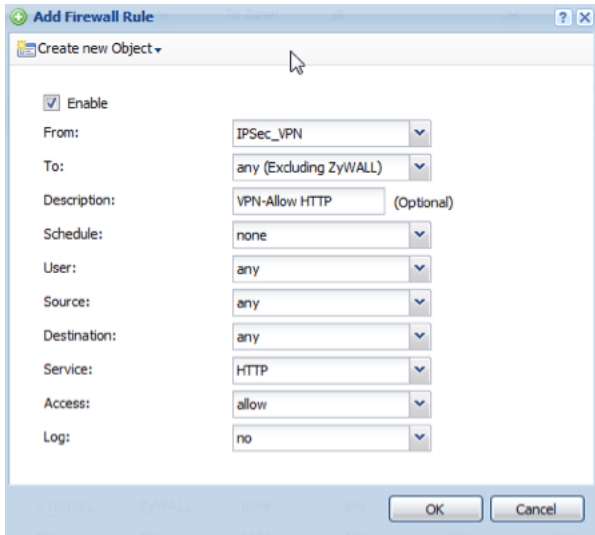 Add Firewall Rule
Create new Object
Enable
From: IPSec_VPN
To: any (Excluding ZyWALL)
Description: VPN-Allow HTTP (Optional)
Schedule: none
User: any
Source: any
Destination: any
Service: HTTP
Access: allow
Log: no
OK Cancel